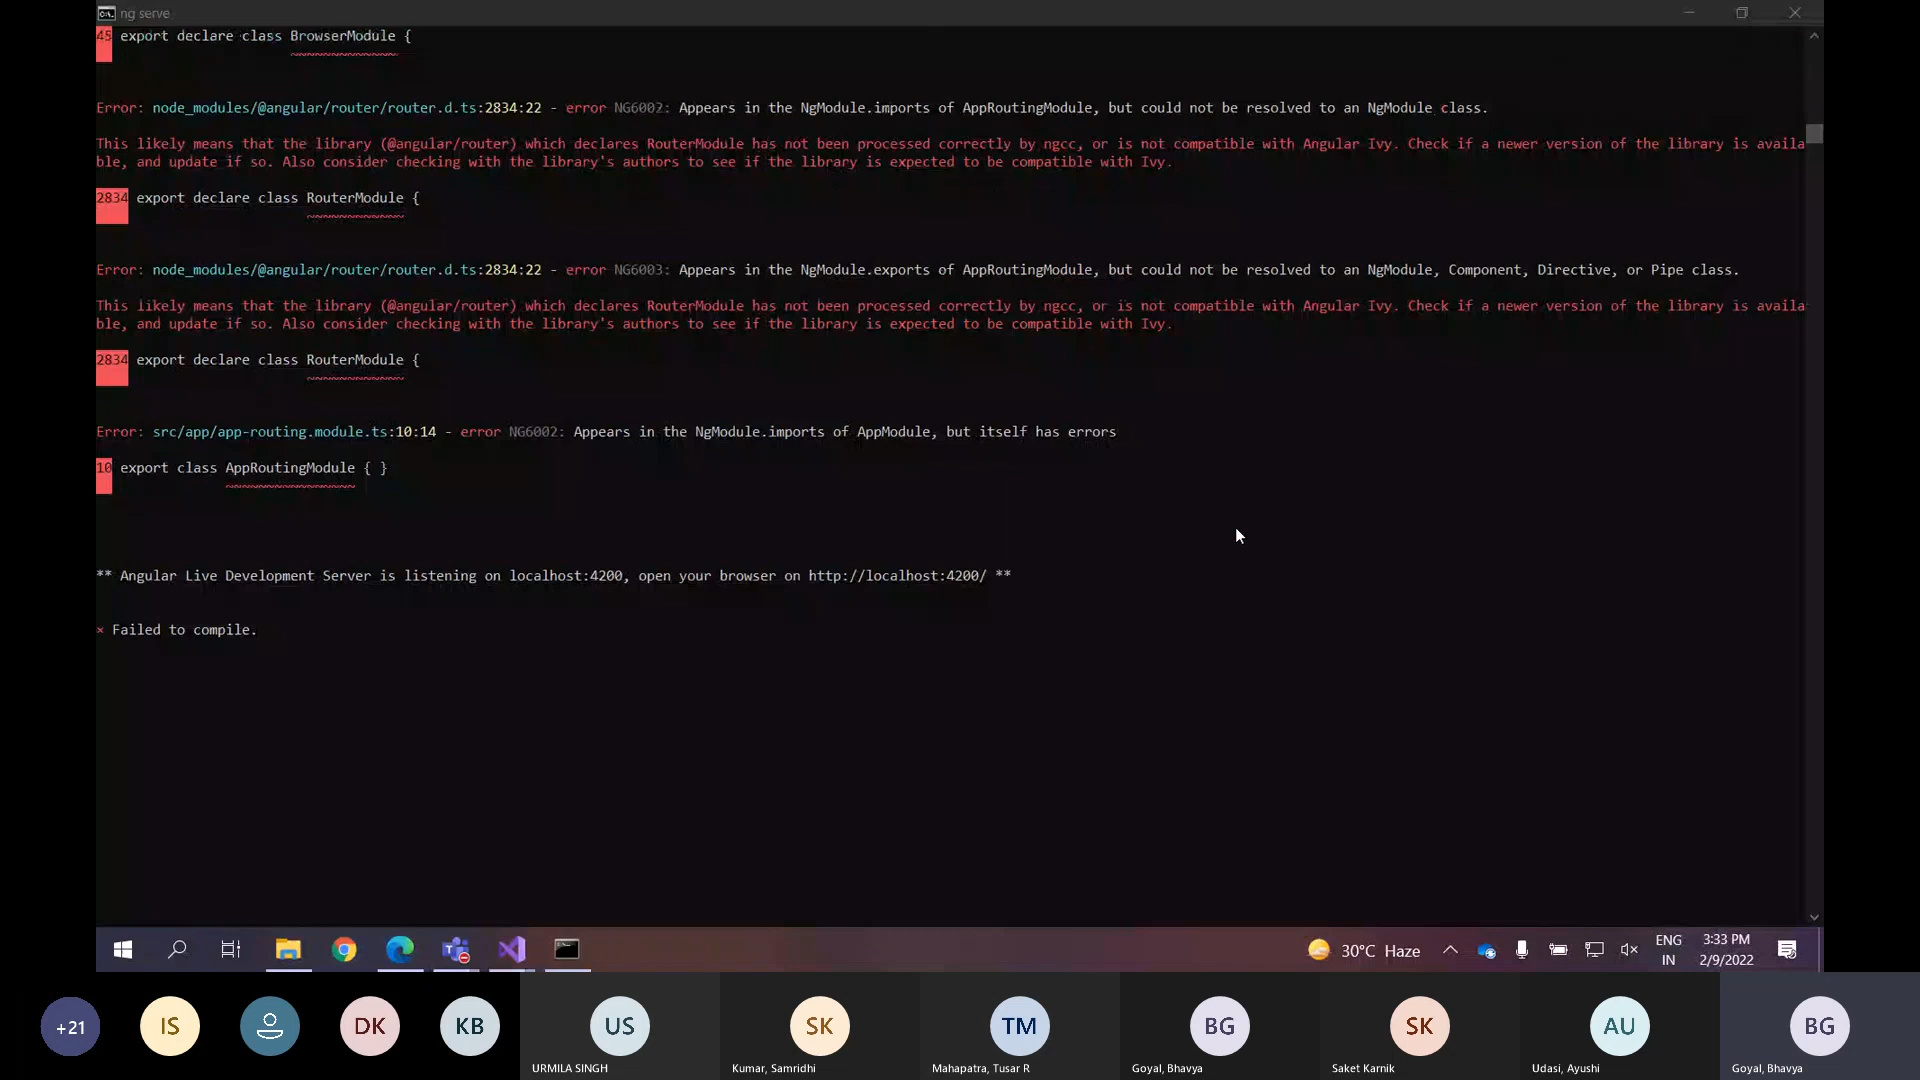 ng serve
45 export declare class BrowserModule {
Error: node_modules/@angular/router/router.d.ts:2834:22 - error NG6002: Appears in the NgModule.imports of AppRoutingModule, but could not be resolved to an NgModule class.
This likely means that the library (@angular/router) which declares RouterModule has not been processed correctly by ngcc, or is not compatible with Angular Ivy. Check if a newer version of the library is availa
ble, and update if so. Also consider checking with the library's authors to see if the library is expected to be compatible with Ivy.
2834 export declare class RouterModule {
Error: node_modules/@angular/router/router.d.ts:2834:22 - error NG6003: Appears in the NgModule.exports of AppRoutingModule, but could not be resolved to an NgModule, Component, Directive, or Pipe class.
This likely means that the library (@angular/router) which declares RouterModule has not been processed correctly by ngcc, or is not compatible with Angular Ivy. Check if a newer version of the library is availa
ble, and update if so. Also consider checking with the library's authors to see if the library is expected to be compatible with Ivy.
2834 export declare class RouterModule {
Error: src/app/app-routing.module.ts:10:14 - error NG6002: Appears in the NgModule.imports of AppModule, but itself has errors
10 export class AppRoutingModule { }
** Angular Live Development Server is listening on localhost:4200, open your browser on http://localhost:4200/ **
× Failed to compile.
30°C Haze
ENG
IN
3:33 PM
2/9/2022
+21
IS
DK
KB
US
SK
TM
BG
SK
AU
BG
URMILA SINGH
Kumar, Samridhi
Mahapatra, Tusar R
Goyal, Bhavya
Saket Karnik
Udasi, Ayushi
Goyal, Bhavya